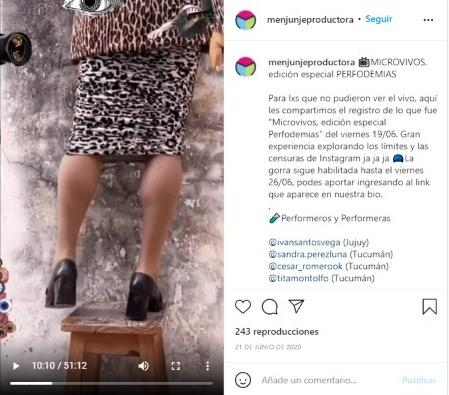 menjunjeproductora • Seguir
menjunjeproductora 📺MICROVIVOS.
edición especial PERFODEMIAS
Para lxs que no pudieron ver el vivo, aquí
les compartimos el registro de lo que fue
"Microvivos, edición especial
Perfodemias" del viernes 19/06. Gran
experiencia explorando los límites y las
censuras de Instagram ja ja ja 🧢La
gorra sigue habilitada hasta el viernes
26/06, podes aportar ingresando al link
que aparece en nuestra bio.
.
🧪Performeros y Performeras
@ivansantosvega (Jujuy)
@sandra.perezluna (Tucumán)
@cesar_romerook (Tucumán)
@titamontolfo (Tucumán)
243 reproducciones
21 DE JUNIO DE 2020
Añade un comentario... Publicar
10:10 / 51:12